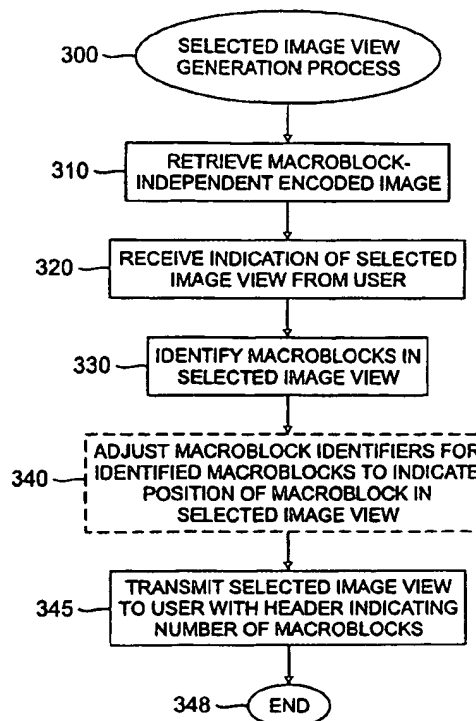 300
SELECTED IMAGE VIEW
GENERATION PROCESS
310
RETRIEVE MACROBLOCK-
INDEPENDENT ENCODED IMAGE
320
RECEIVE INDICATION OF SELECTED
IMAGE VIEW FROM USER
330
IDENTIFY MACROBLOCKS IN
SELECTED IMAGE VIEW
340
ADJUST MACROBLOCK IDENTIFIERS FOR
IDENTIFIED MACROBLOCKS TO INDICATE
POSITION OF MACROBLOCK IN
SELECTED IMAGE VIEW
345
TRANSMIT SELECTED IMAGE VIEW
TO USER WITH HEADER INDICATING
NUMBER OF MACROBLOCKS
348
END